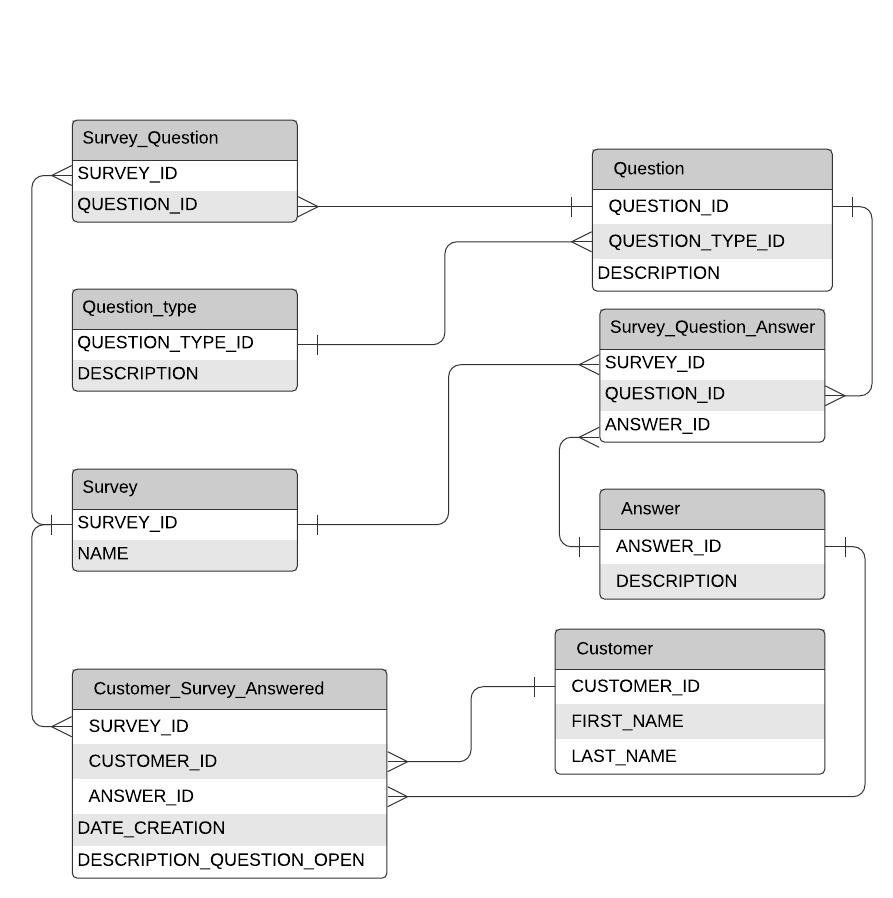 Survey_Question
SURVEY_ID
QUESTION_ID
Question
QUESTION_ID
QUESTION_TYPE_ID
DESCRIPTION
Question_type
QUESTION_TYPE_ID
DESCRIPTION
Survey_Question_Answer
SURVEY_ID
QUESTION_ID
ANSWER_ID
Survey
SURVEY_ID
NAME
Answer
ANSWER_ID
DESCRIPTION
Customer
CUSTOMER_ID
FIRST_NAME
LAST_NAME
Customer_Survey_Answered
SURVEY_ID
CUSTOMER_ID
ANSWER_ID
DATE_CREATION
DESCRIPTION_QUESTION_OPEN